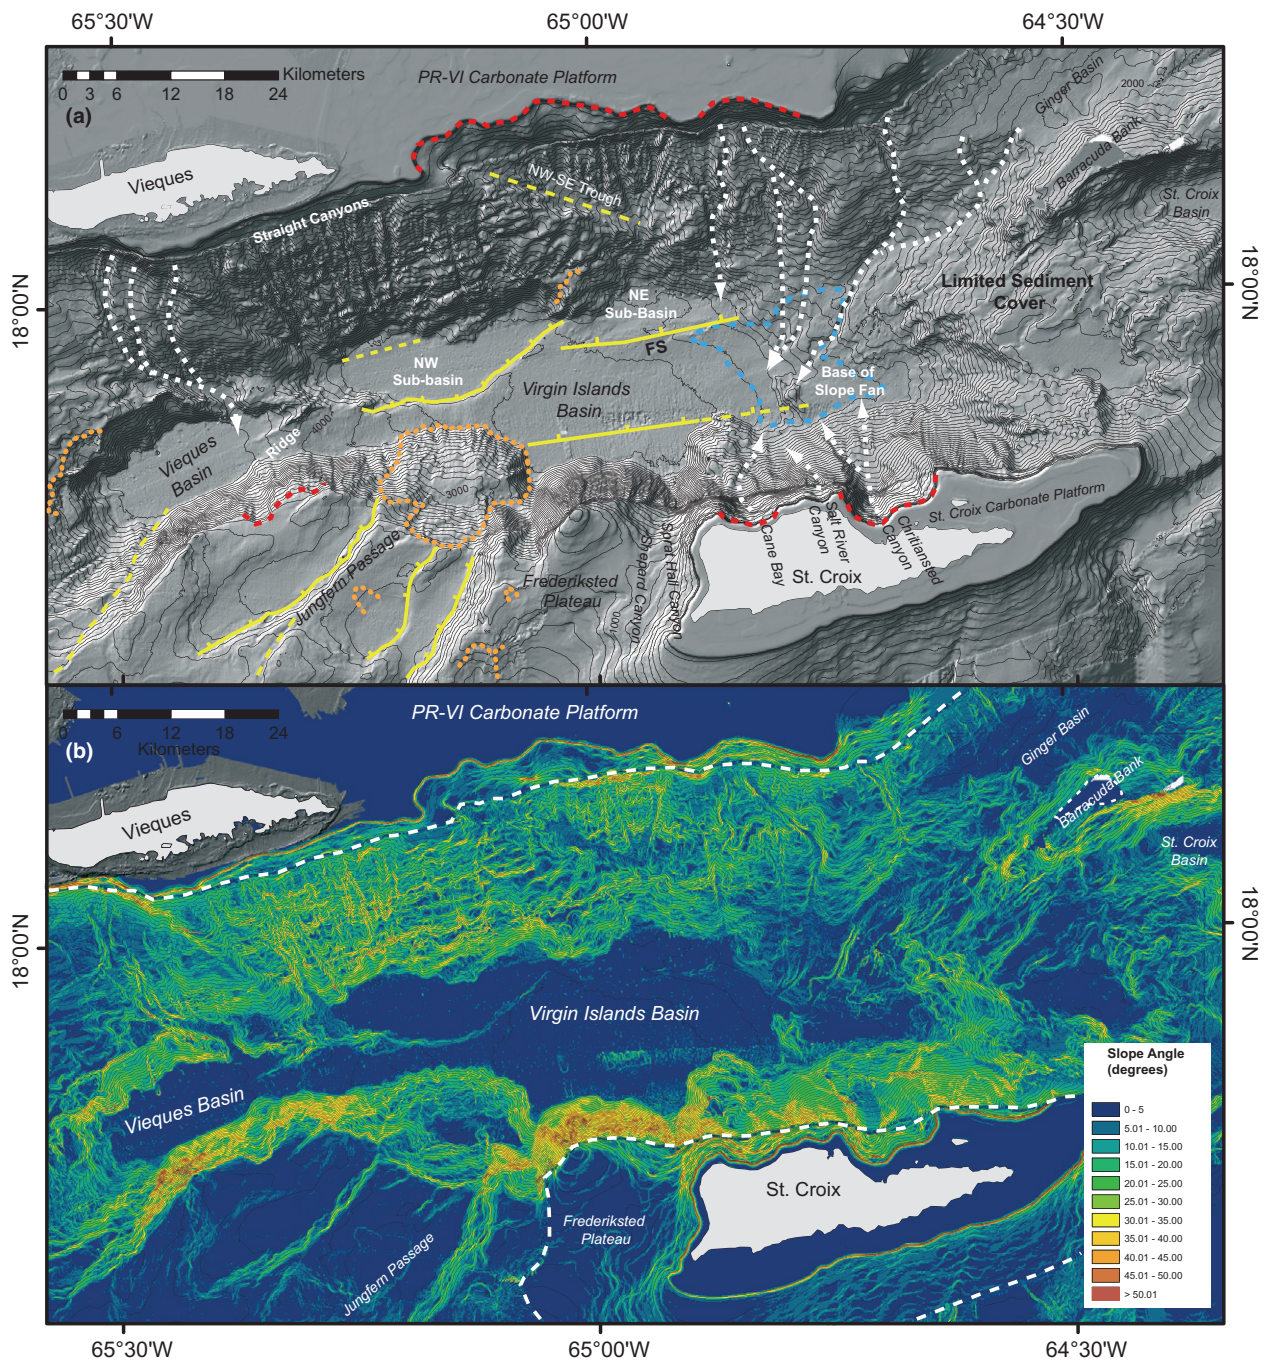 65°30'W
65°00'W
64°30'W
Kilometers
0 3 6 12 18 24
(a)
PR-VI Carbonate Platform
Ginger Basin
2000
Barracuda Bank
St. Croix
Basin
Vieques
NW-SE Trough
Straight Canyons
18°00'N
18°00'N
Limited Sediment
Cover
NE
Sub-Basin
FS
NW
Sub-basin
Virgin Islands
Basin
Base of
Slope Fan
4000
Ridge
Vieques
Basin
3000
St. Croix Carbonate Platform
Jungfern Passage
Frederiksted
Plateau
1000
Shepard Canyon
Sprat Hall Canyon
Cane Bay
Salt River
Canyon
Chritiansted
Canyon
St. Croix
0 6 12 18 24
Kilometers
(b)
PR-VI Carbonate Platform
Ginger Basin
Barracuda Bank
St. Croix
Basin
Vieques
18°00'N
18°00'N
Virgin Islands Basin
Vieques Basin
St. Croix
Frederiksted
Plateau
Jungfern Passage
Slope Angle
(degrees)
0 - 5
5.01 - 10.00
10.01 - 15.00
15.01 - 20.00
20.01 - 25.00
25.01 - 30.00
30.01 - 35.00
35.01 - 40.00
40.01 - 45.00
45.01 - 50.00
> 50.01
65°30'W
65°00'W
64°30'W